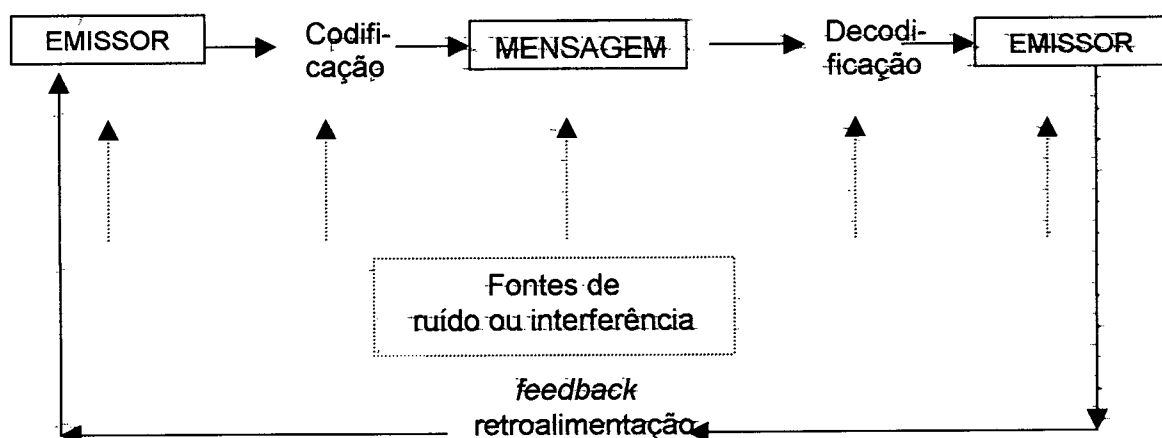 EMISSOR
Codifi-
cação
MENSAGEM
Decodi-
ficação
EMISSOR
Fontes de
ruído ou interferência
feedback
retroalimentação